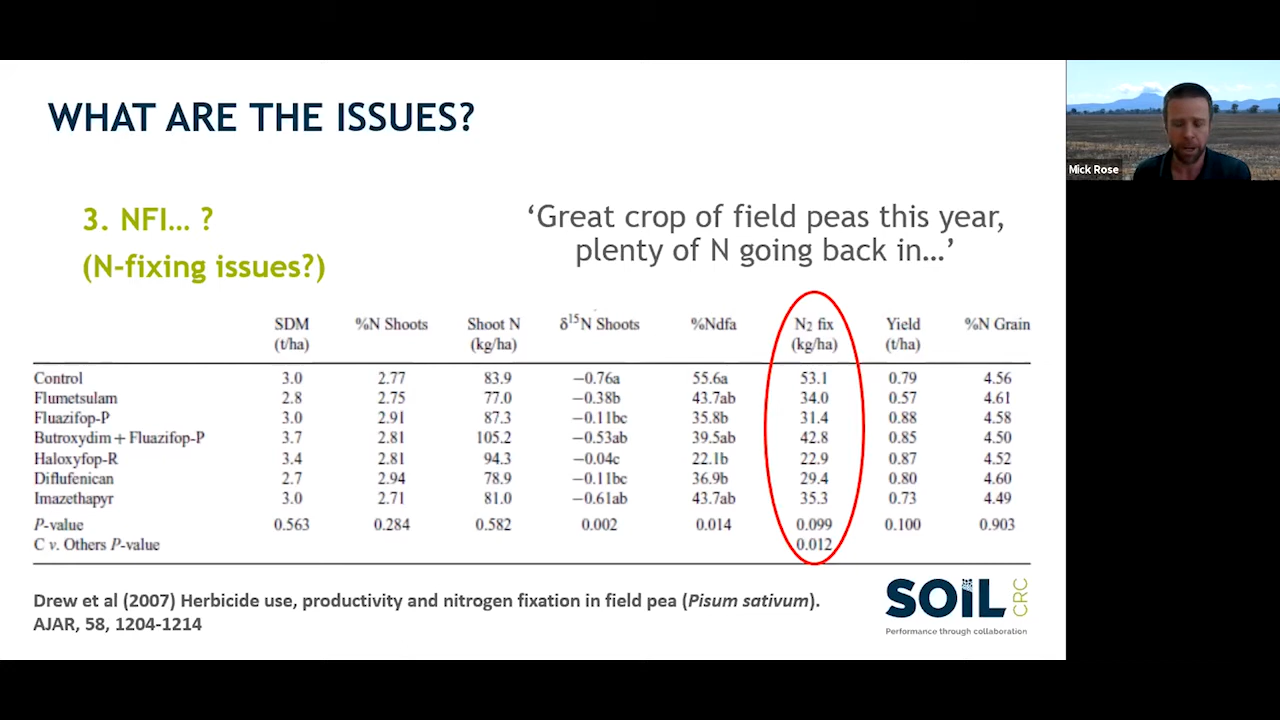 WHAT ARE THE ISSUES?
Mick Rose
3. NFI... ?
(N-fixing issues?)
‘Great crop of field peas this year,
plenty of N going back in...’
SDM %N Shoots Shoot N δ¹⁵N Shoots %Ndfa N₂ fix Yield %N Grain
(t/ha) (kg/ha) (kg/ha) (t/ha)
Control 3.0 2.77 83.9 −0.76a 55.6a 53.1 0.79 4.56
Flumetsulam 2.8 2.75 77.0 −0.38b 43.7ab 34.0 0.57 4.61
Fluazifop-P 3.0 2.91 87.3 −0.11bc 35.8b 31.4 0.88 4.58
Butroxydim + Fluazifop-P 3.7 2.81 105.2 −0.53ab 39.5ab 42.8 0.85 4.50
Haloxyfop-R 3.4 2.81 94.3 −0.04c 22.1b 22.9 0.87 4.52
Diflufenican 2.7 2.94 78.9 −0.11bc 36.9b 29.4 0.80 4.60
Imazethapyr 3.0 2.71 81.0 −0.61ab 43.7ab 35.3 0.73 4.49
P-value 0.563 0.284 0.582 0.002 0.014 0.099 0.100 0.903
C v. Others P-value 0.012
Drew et al (2007) Herbicide use, productivity and nitrogen fixation in field pea (Pisum sativum).
AJAR, 58, 1204-1214
SOIL CRC
Performance through collaboration